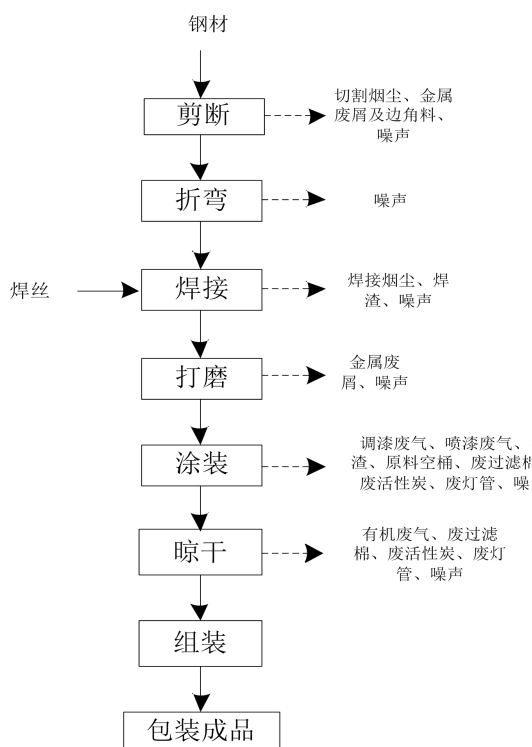 钢材
剪断
切割烟尘、金属
废屑及边角料、
噪声
折弯
噪声
焊丝
焊接
焊接烟尘、焊
渣、噪声
打磨
金属废
屑、噪声
涂装
调漆废气、喷漆废气、
渣、原料空桶、废过滤棉
废活性炭、废灯管、噪
晾干
有机废气、废过滤
棉、废活性炭、废灯
管、噪声
组装
包装成品